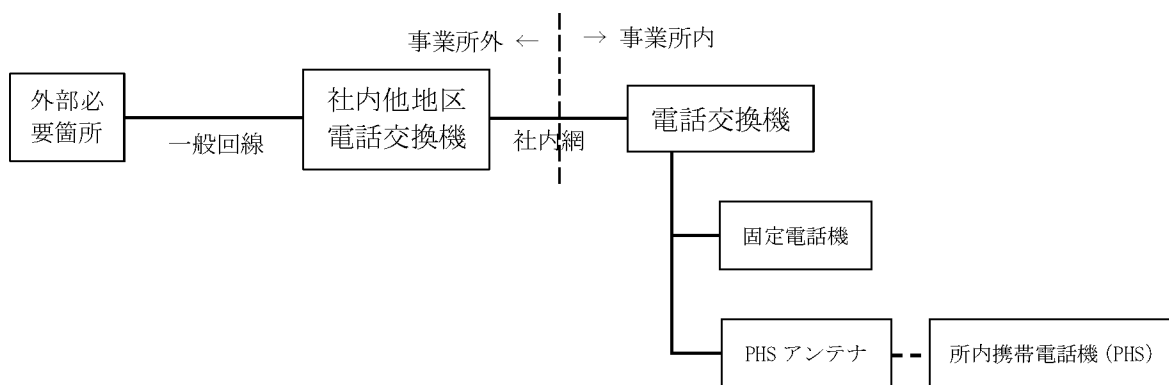 事業所外 ← → 事業所内
外部必
要箇所
一般回線
社内他地区
電話交換機
社内網
電話交換機
固定電話機
PHS アンテナ
所内携帯電話機(PHS)